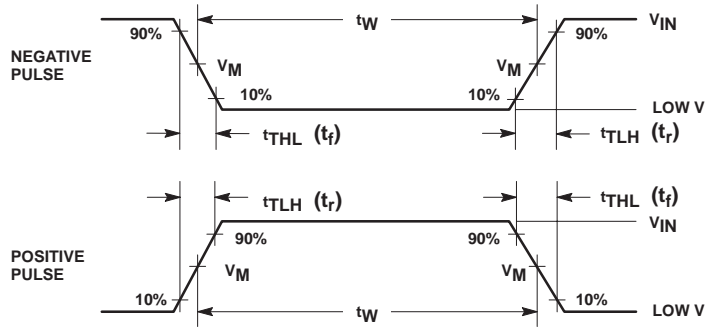 tW VIN
90% 90%
NEGATIVE
PULSE
VM VM
10% 10%
LOW V
tTHL (tf) tTLH (tr)
tTLH (tr) tTHL (tf)
VIN
90% 90%
POSITIVE
PULSE
VM VM
10% 10%
tW LOW V